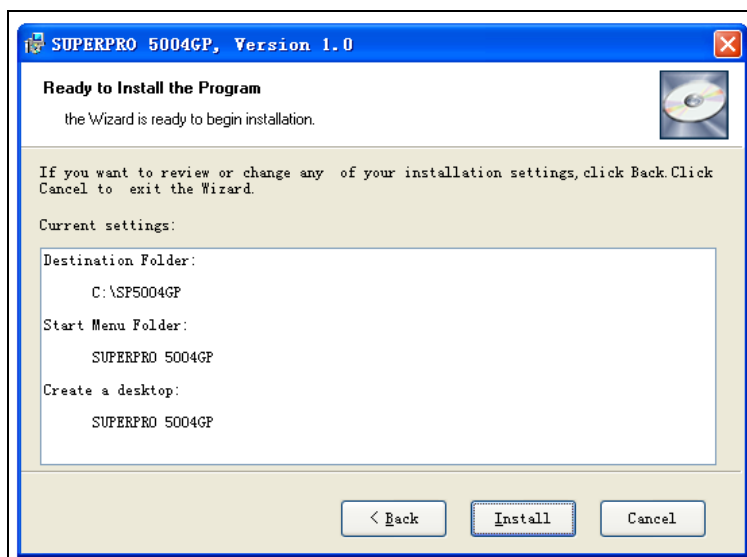 SUPERPRO 5004GP, Version 1.0
Ready to Install the Program
the Wizard is ready to begin installation.
If you want to review or change any  of your installation settings, click Back. Click
Cancel to  exit the Wizard.
Current settings:
Destination Folder:
C:\SP5004GP
Start Menu Folder:
SUPERPRO 5004GP
Create a desktop:
SUPERPRO 5004GP
< Back
Install
Cancel